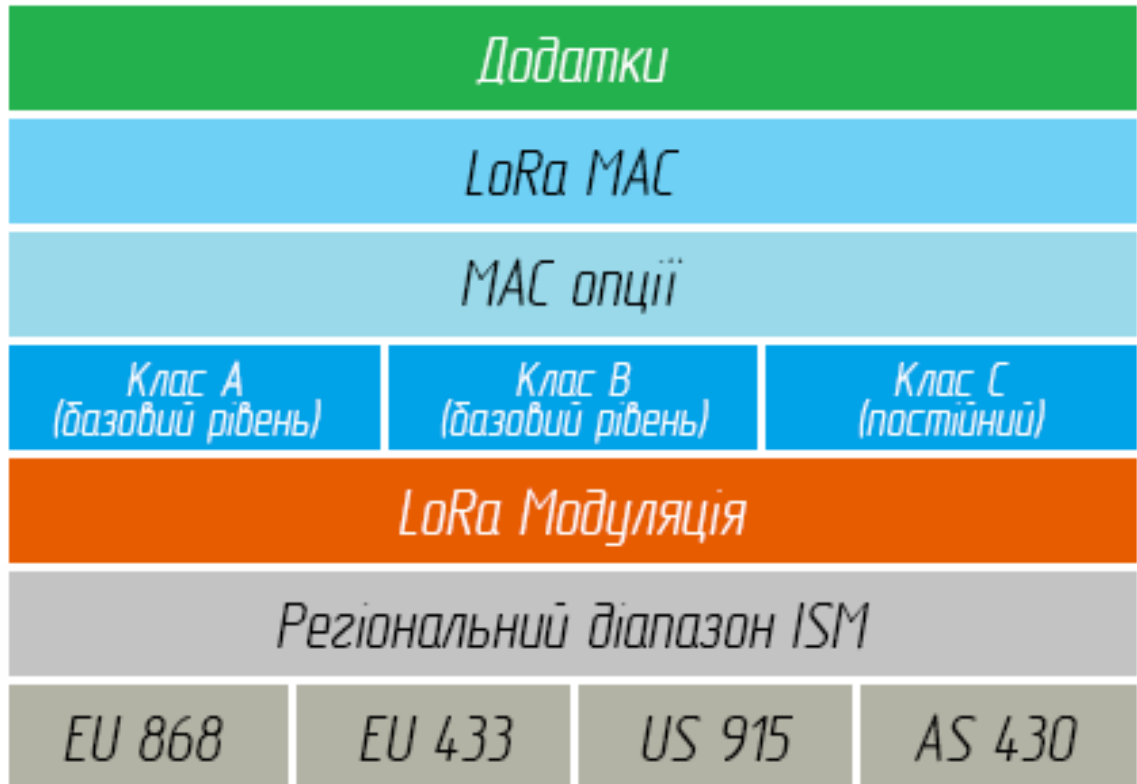 Додатки
LoRa MAC
MAC опції
Клас A
(базовий рівень)
Клас B
(базовий рівень)
Клас C
(постійний)
LoRa Модуляція
Регіональний діапазон ISM
EU 868
EU 433
US 915
AS 430